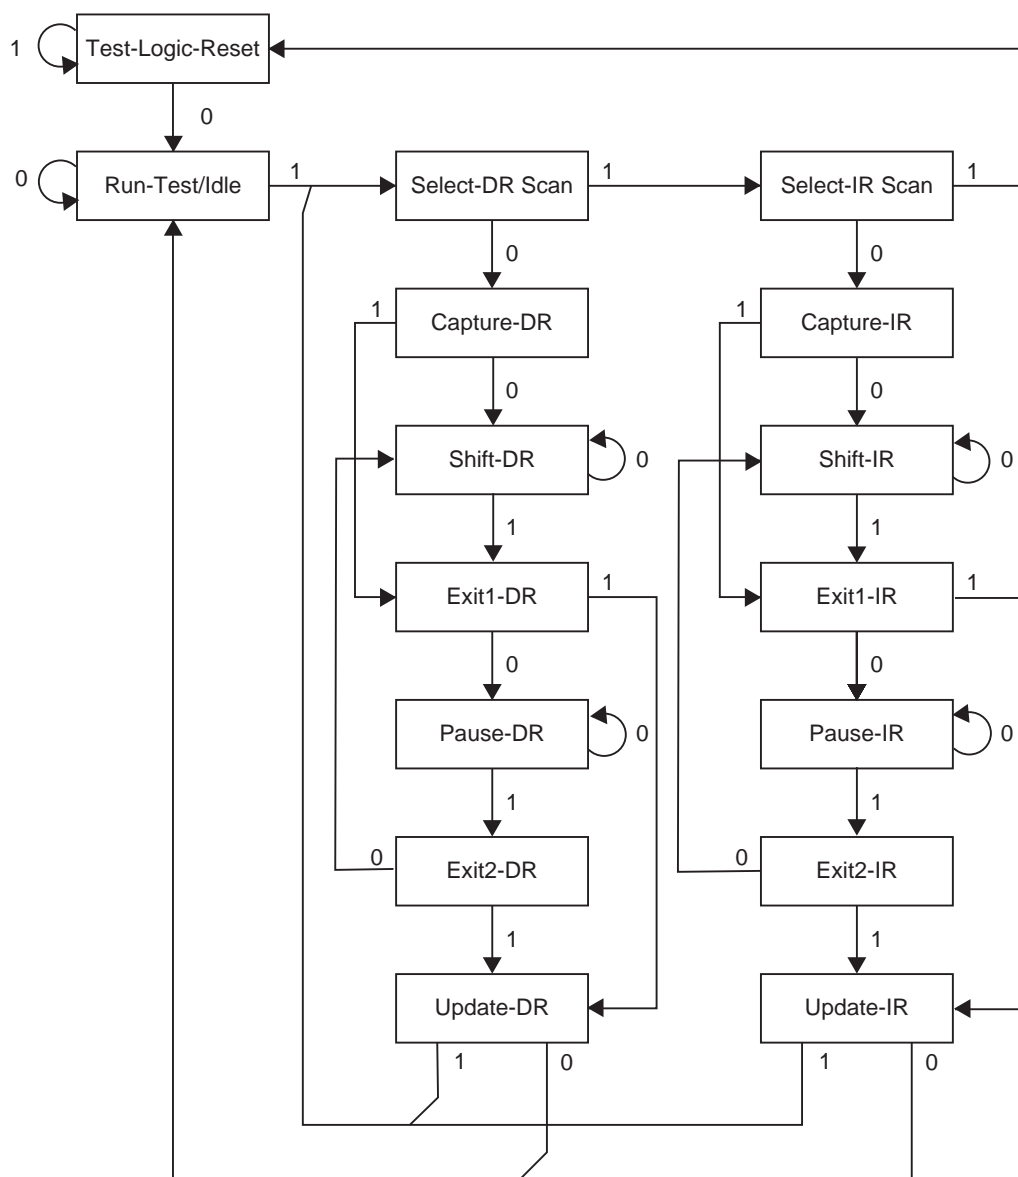 1 Test-Logic-Reset
0
0 Run-Test/Idle 1 Select-DR Scan 1 Select-IR Scan 1
0 0
1 Capture-DR 1 Capture-IR
0 0
Shift-DR 0 Shift-IR 0
1 1
Exit1-DR 1 Exit1-IR 1
0 0
Pause-DR 0 Pause-IR 0
1 1
0 Exit2-DR 0 Exit2-IR
1 1
Update-DR Update-IR
1 0 1 0